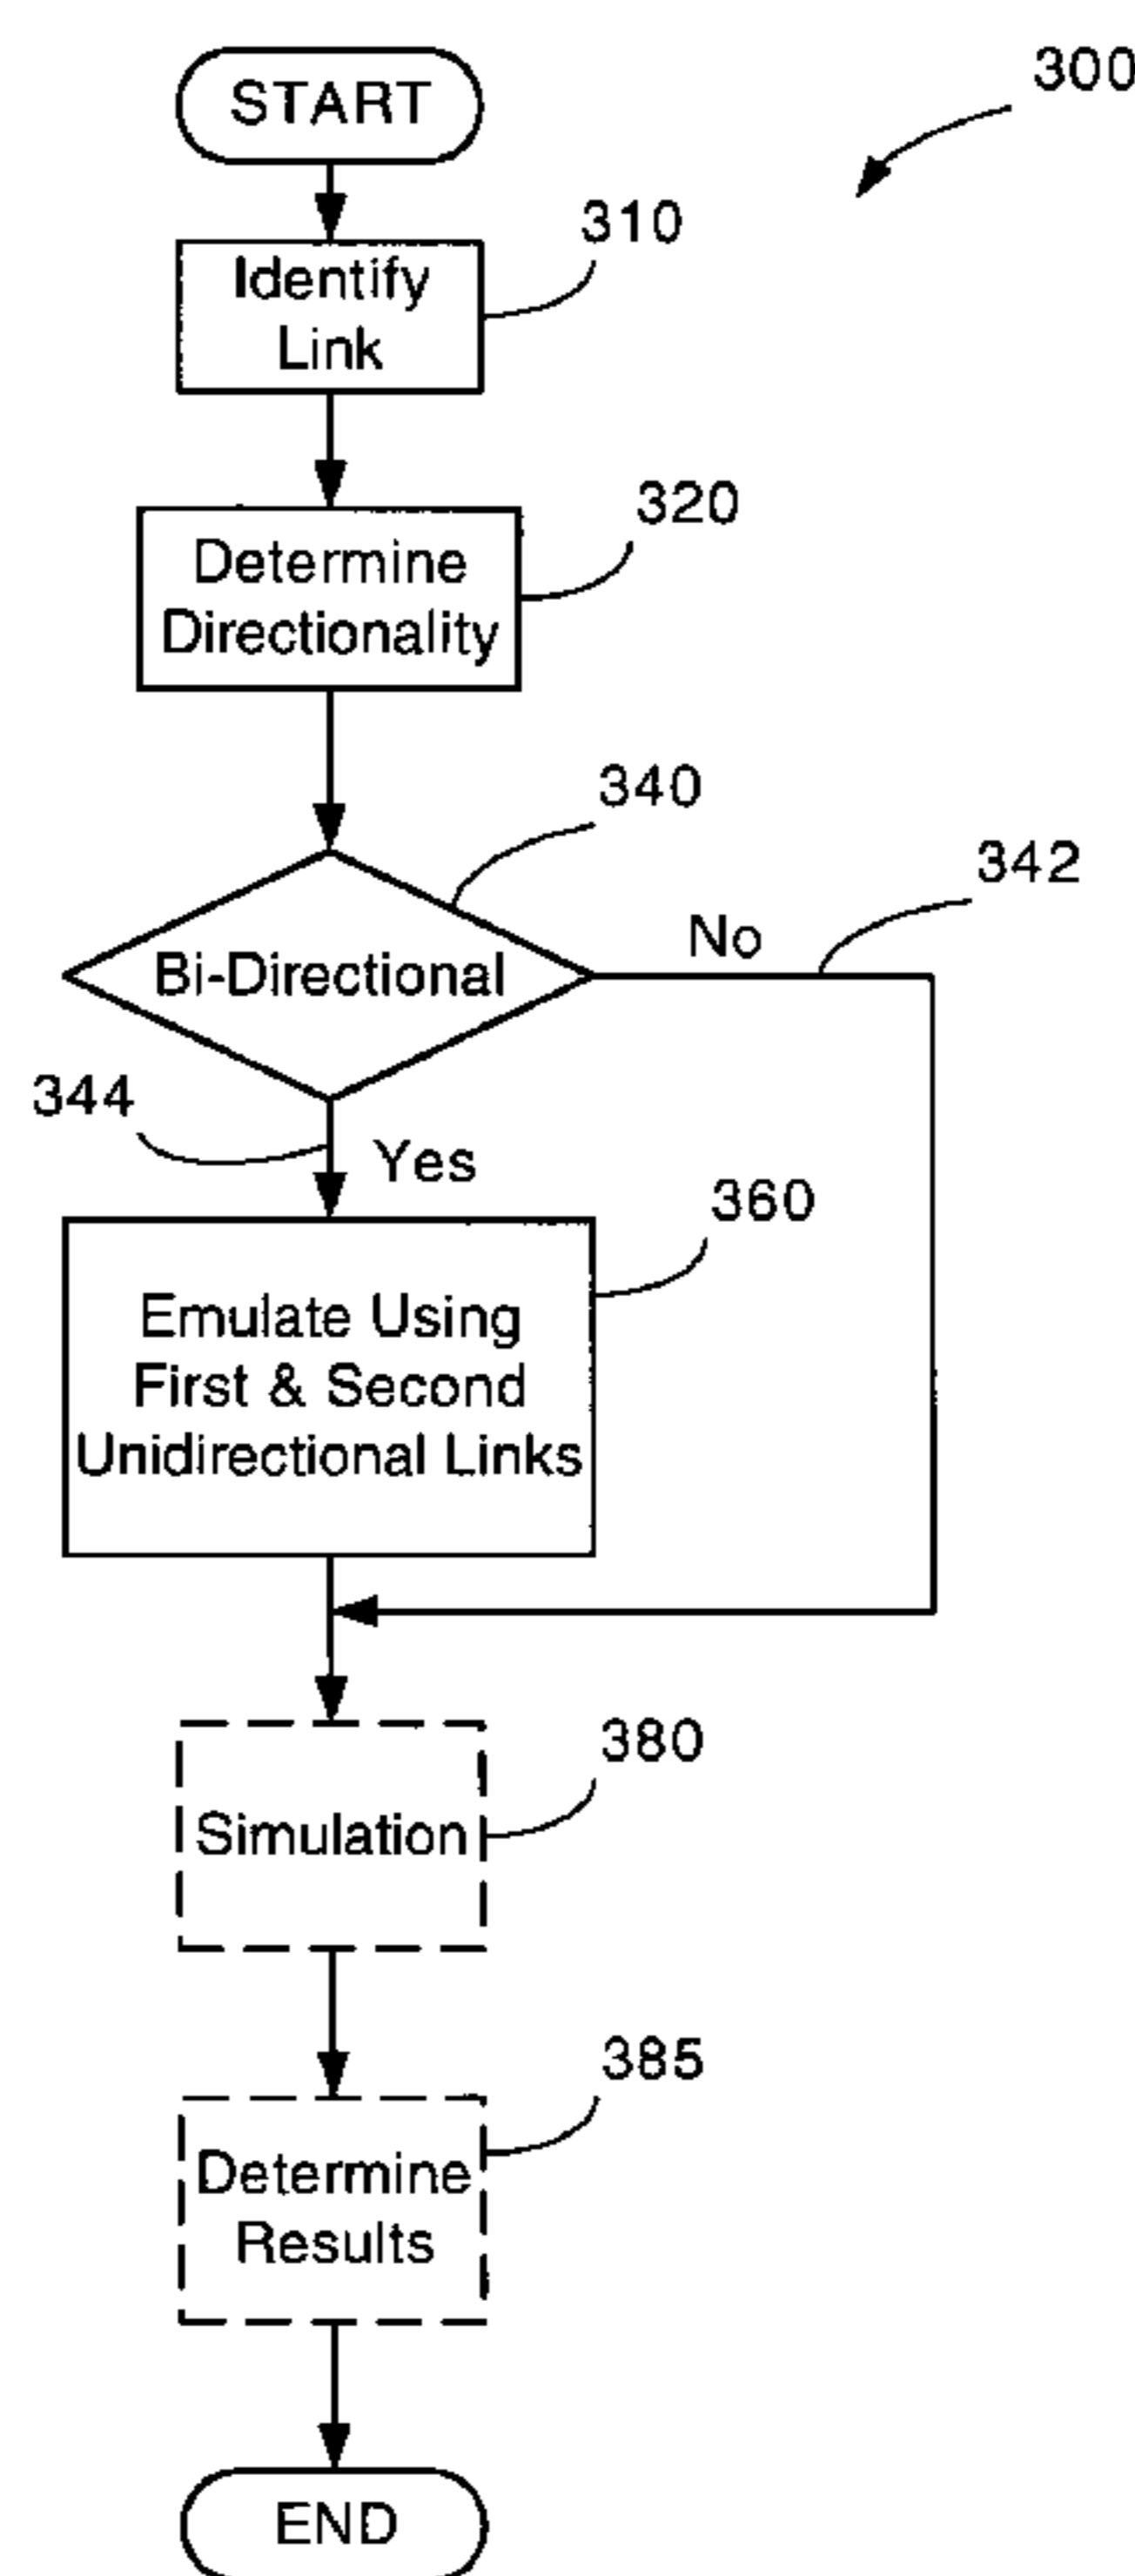 START
300
310
Identify
Link
320
Determine
Directionality
340
342
Bi-Directional
No
344
Yes
360
Emulate Using
First & Second
Unidirectional Links
380
Simulation
385
Determine
Results
END